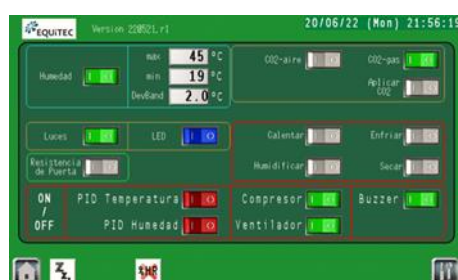 EQUITEC Version 220521.r1 20/06/22 (Mon) 21:56:19
max 45 °C
Humedad min 19 °C
DevBand 2.0 °C
CO2-aire CO2-gas
Aplicar
CO2
Luces LED Calentar Enfriar
Resistencia
de Puerta
Humidificar Secar
ON
/
OFF
PID Temperatura Compresor Buzzer
PID Humedad Ventilador